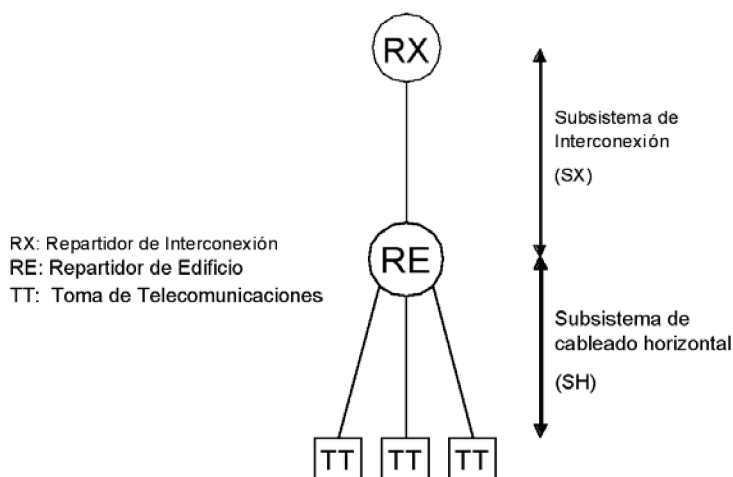 RX
Subsistema de
Interconexión
(SX)
RX: Repartidor de Interconexión
RE: Repartidor de Edificio
TT: Toma de Telecomunicaciones
RE
Subsistema de
cableado horizontal
(SH)
TT
TT
TT